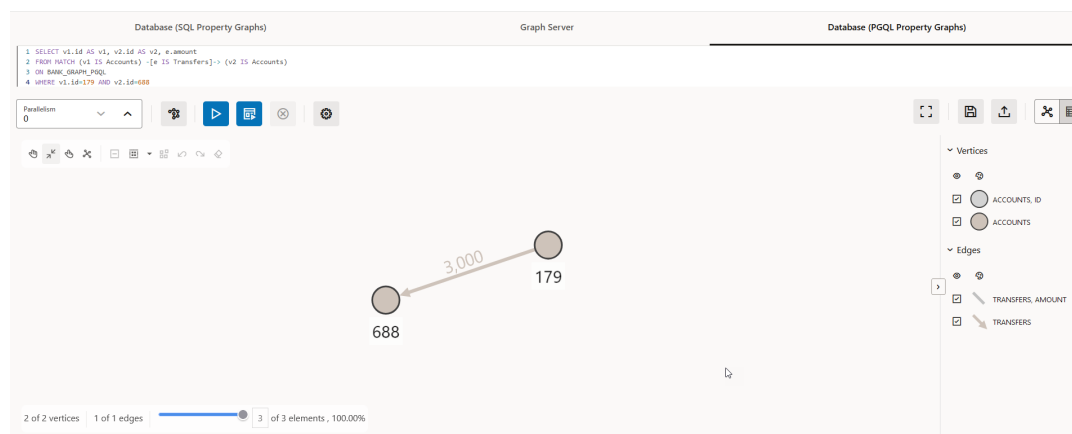 Database (SQL Property Graphs)
Graph Server
Database (PGQL Property Graphs)
1 SELECT v1.id AS v1, v2.id AS v2, e.amount
2 FROM MATCH (v1 IS Accounts) -[e IS Transfers]-> (v2 IS Accounts)
3 ON BANK_GRAPH_PGQL
4 WHERE v1.id=179 AND v2.id=688
Parallelism
0
Vertices
ACCOUNTS, ID
ACCOUNTS
Edges
TRANSFERS, AMOUNT
TRANSFERS
3,000
179
688
2 of 2 vertices
1 of 1 edges
3 of 3 elements , 100.00%